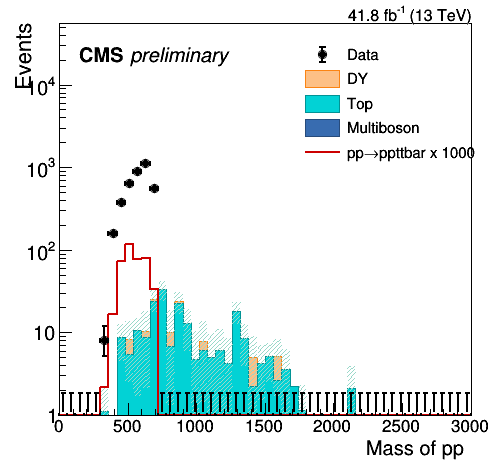 41.8 fb⁻¹ (13 TeV)
Events
CMS preliminary
Data
DY
Top
Multiboson
pp→ppttbar x 1000
10⁴
10³
10²
10
1
0 500 1000 1500 2000 2500 3000
Mass of pp